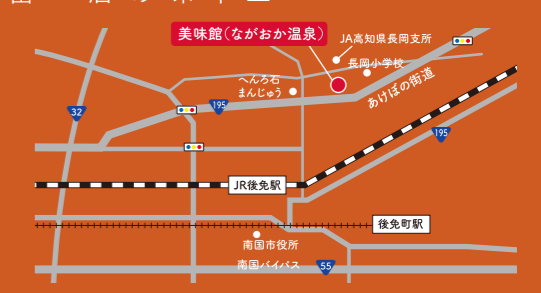 美味館(ながおか温泉)
JA高知県長岡支所
長岡小学校
へんろ石
まんじゅう
あけぼの街道
195
32
195
JR後免駅
後免町駅
南国市役所
南国バイパス
55